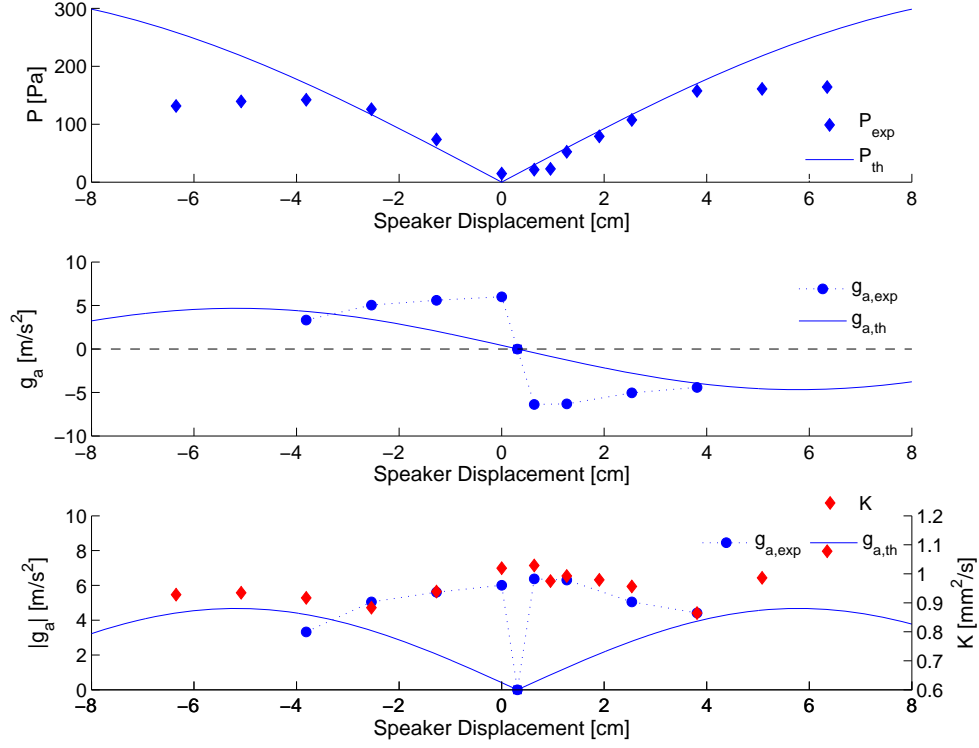 300
200
100
0
P [Pa]
P_exp
P_th
−8 −6 −4 −2 0 2 4 6 8
Speaker Displacement [cm]
10
5
0
−5
−10
g_a [m/s²]
g_a,exp
g_a,th
−8 −6 −4 −2 0 2 4 6 8
Speaker Displacement [cm]
K
10
8
6
4
2
0
|g_a| [m/s²]
g_a,exp g_a,th
1.2
1.1
1
0.9
0.8
0.7
0.6
K [mm²/s]
−8 −6 −4 −2 0 2 4 6 8
Speaker Displacement [cm]